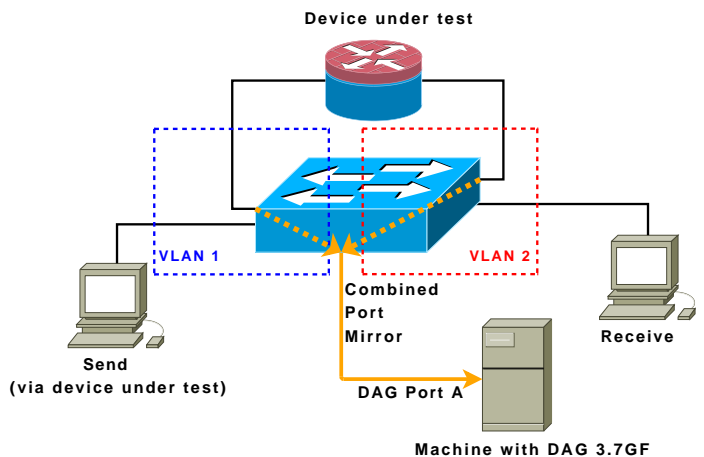 Device under test
VLAN 1
VLAN 2
Combined
Port
Mirror
Receive
Send
(via device under test)
DAG Port A
Machine with DAG 3.7GF